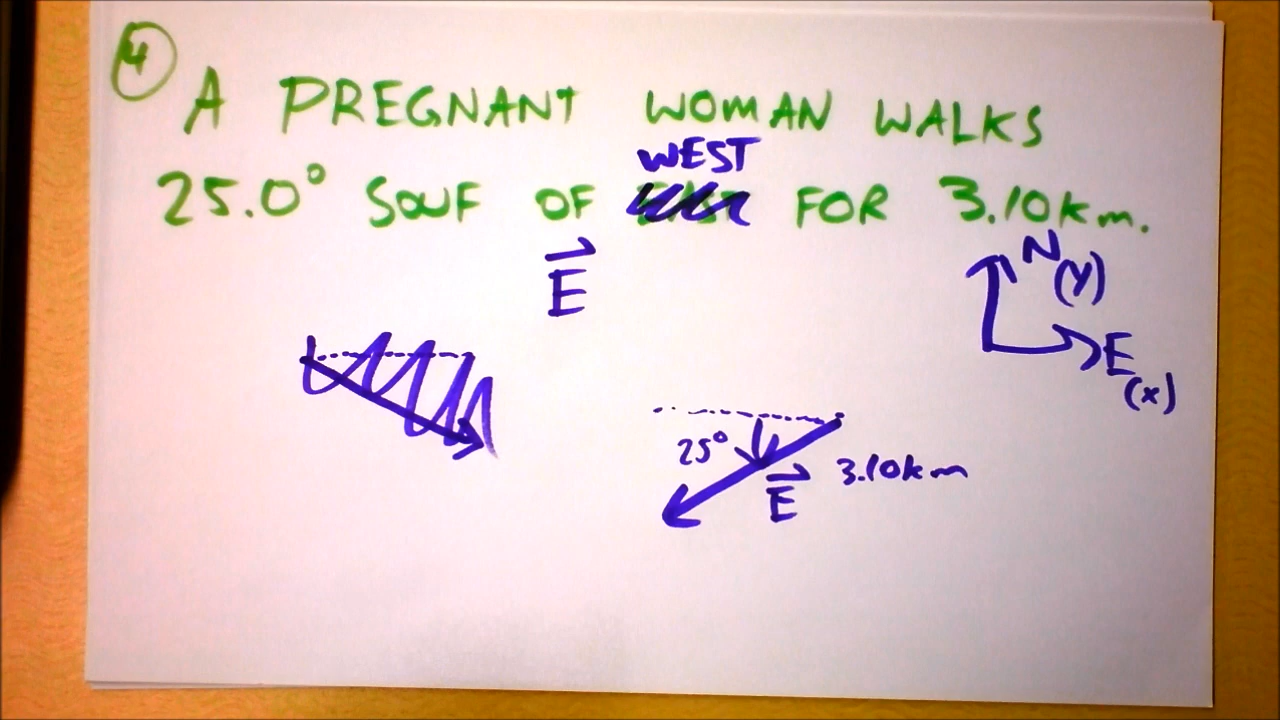 4
A PREGNANT WOMAN WALKS
WEST
25.0° SOUF OF FOR 3.10km.
E
N
(y)
E
(x)
25°
3.10km
E